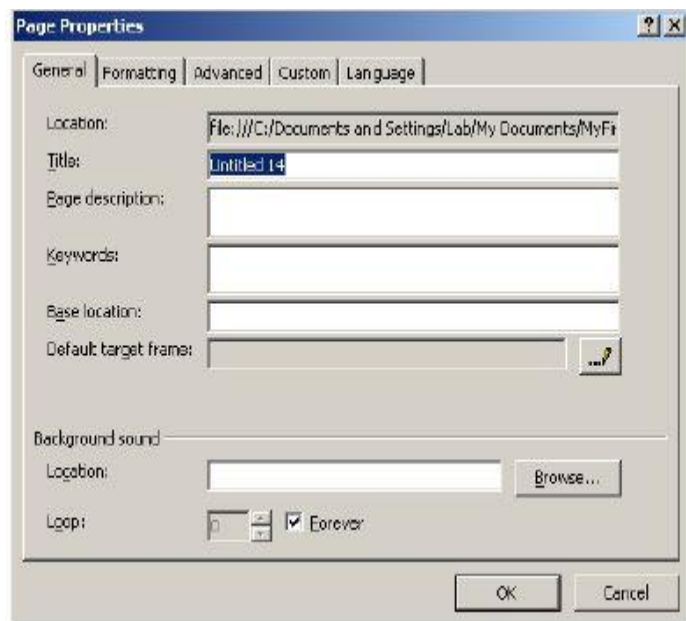 Page Properties
General Formatting Advanced Custom Language
Location: file:///C:/Documents and Settings/Lab/My Documents/MyFir
Title: Untitled 14
Page description:
Keywords:
Base location:
Default target frame:
Background sound
Location: Browse...
Loop: 0 Forever
OK Cancel